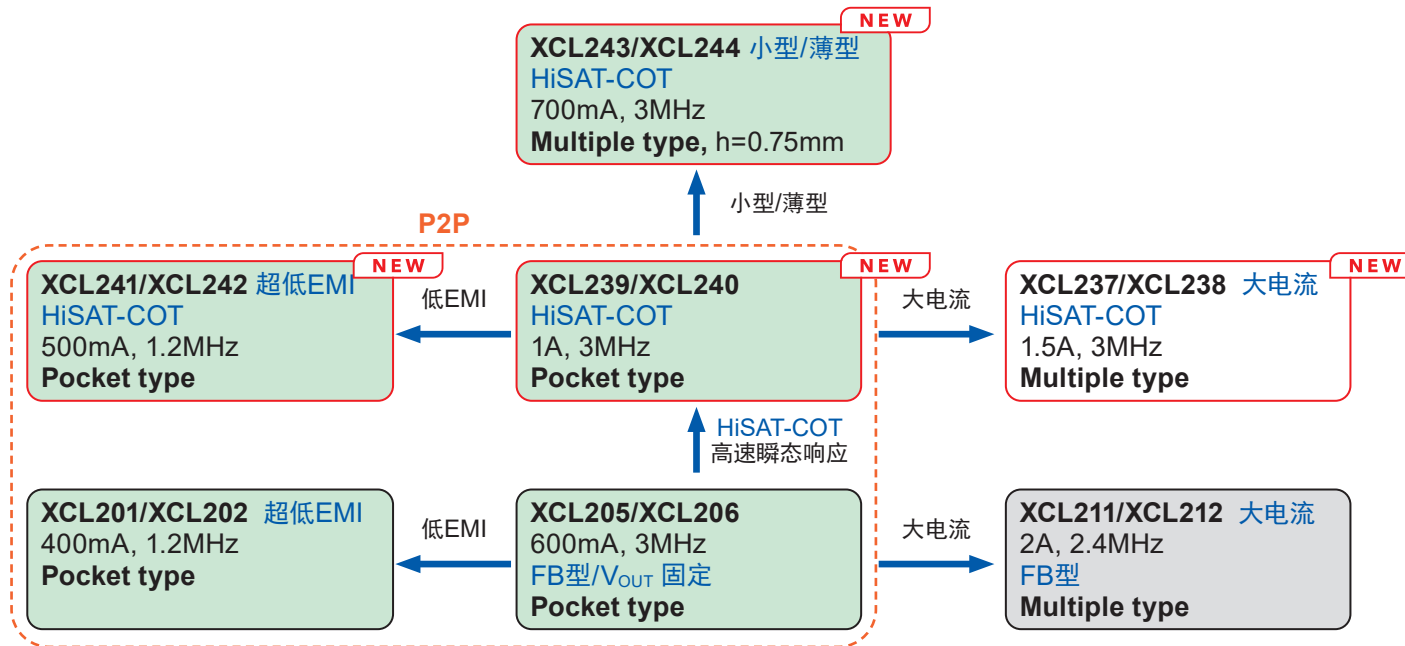 NEW
XCL243/XCL244 小型/薄型
HiSAT-COT
700mA, 3MHz
Multiple type, h=0.75mm
小型/薄型
P2P
NEW
XCL241/XCL242 超低EMI
HiSAT-COT
500mA, 1.2MHz
Pocket type
低EMI
NEW
XCL239/XCL240
HiSAT-COT
1A, 3MHz
Pocket type
大电流
NEW
XCL237/XCL238 大电流
HiSAT-COT
1.5A, 3MHz
Multiple type
HiSAT-COT
高速瞬态响应
XCL201/XCL202 超低EMI
400mA, 1.2MHz
Pocket type
低EMI
XCL205/XCL206
600mA, 3MHz
FB型/VOUT 固定
Pocket type
大电流
XCL211/XCL212 大电流
2A, 2.4MHz
FB型
Multiple type